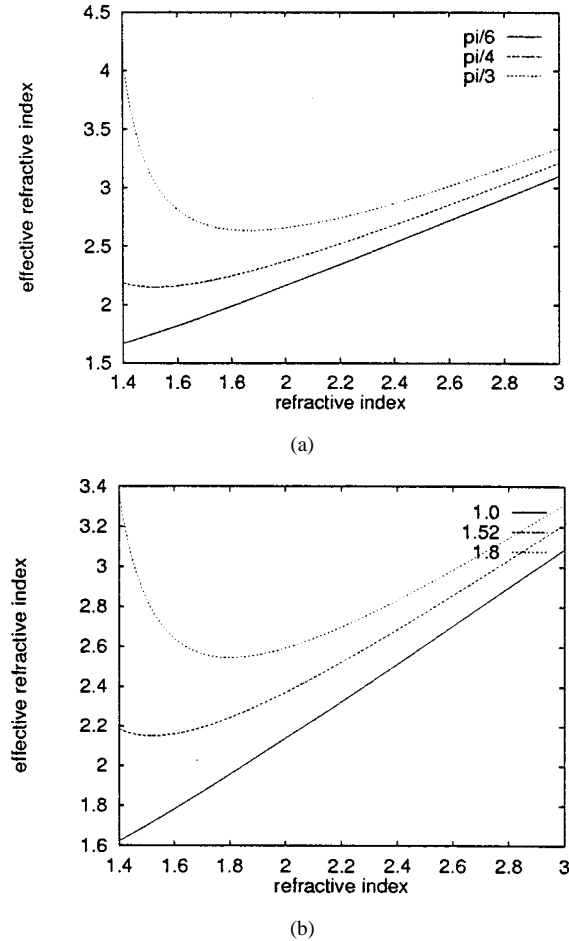 pi/6
pi/4
pi/3
4.5
4
3.5
3
2.5
2
1.5
effective refractive index
1.4 1.6 1.8 2 2.2 2.4 2.6 2.8 3
refractive index
(a)
1.0
1.52
1.8
3.4
3.2
3
2.8
2.6
2.4
2.2
2
1.8
1.6
effective refractive index
1.4 1.6 1.8 2 2.2 2.4 2.6 2.8 3
refractive index
(b)